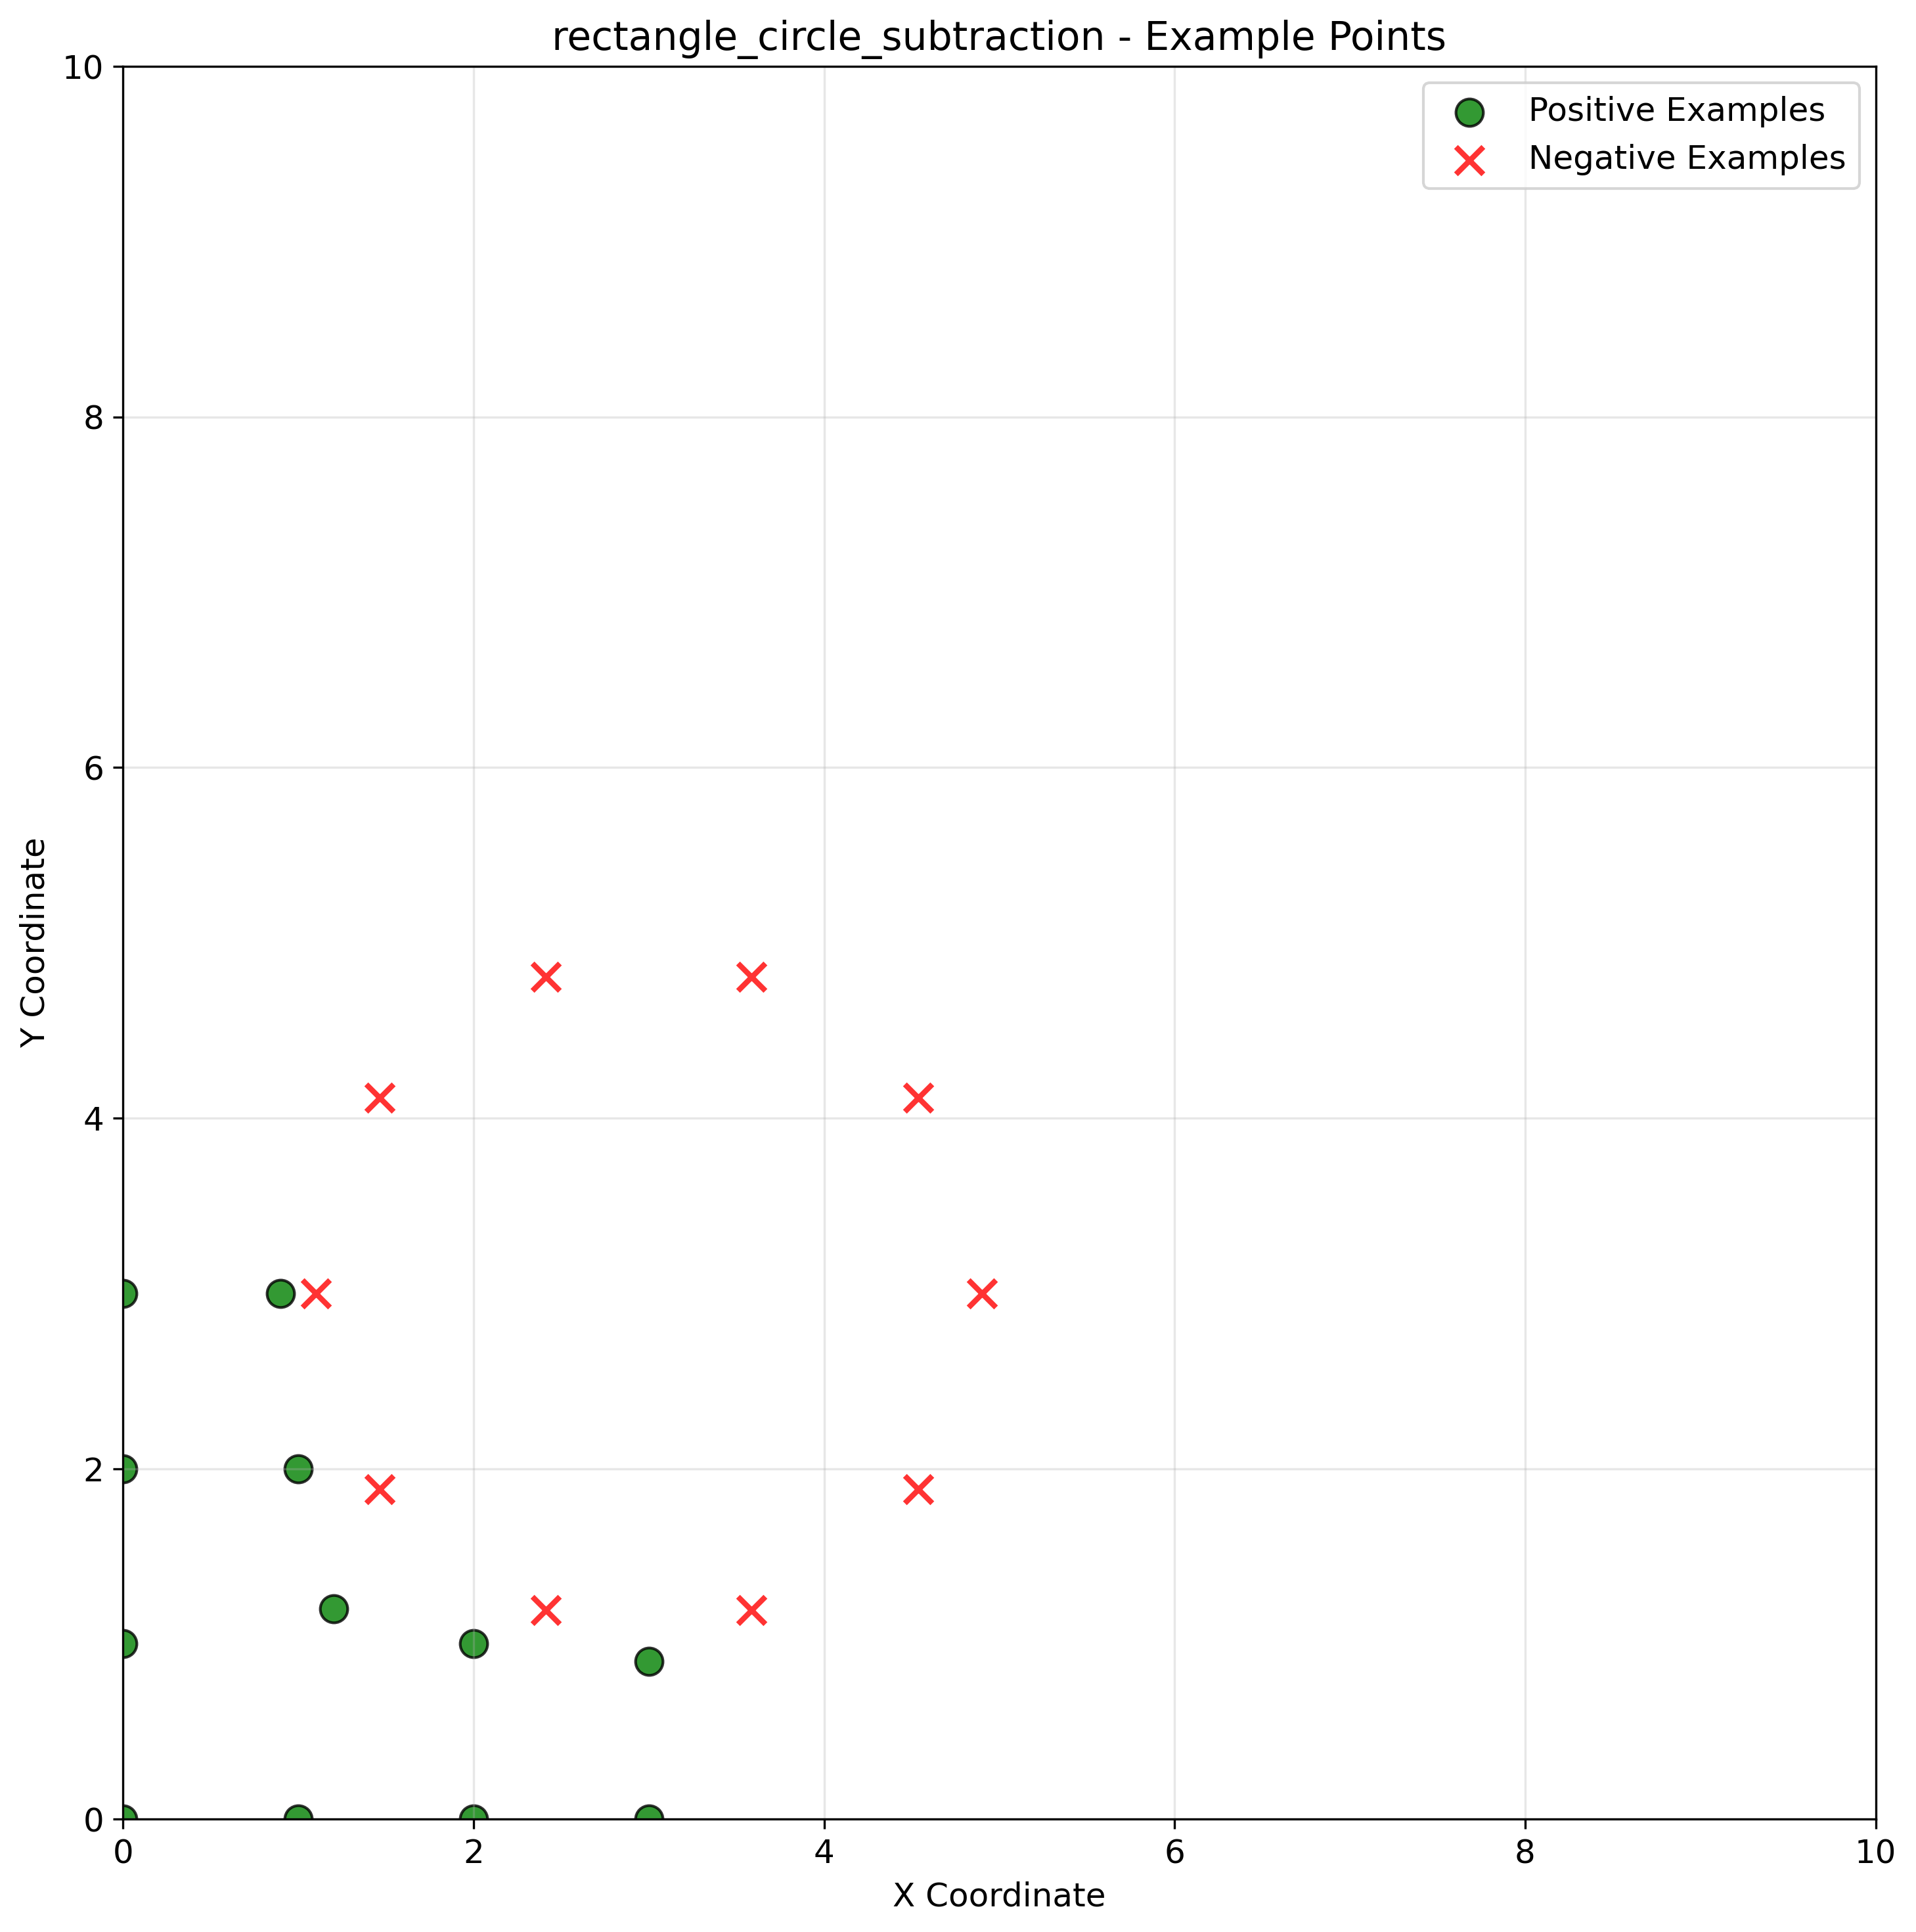 rectangle_circle_subtraction - Example Points
Positive Examples
Negative Examples
10
8
6
4
2
0
Y Coordinate
0 2 4 6 8 10
X Coordinate